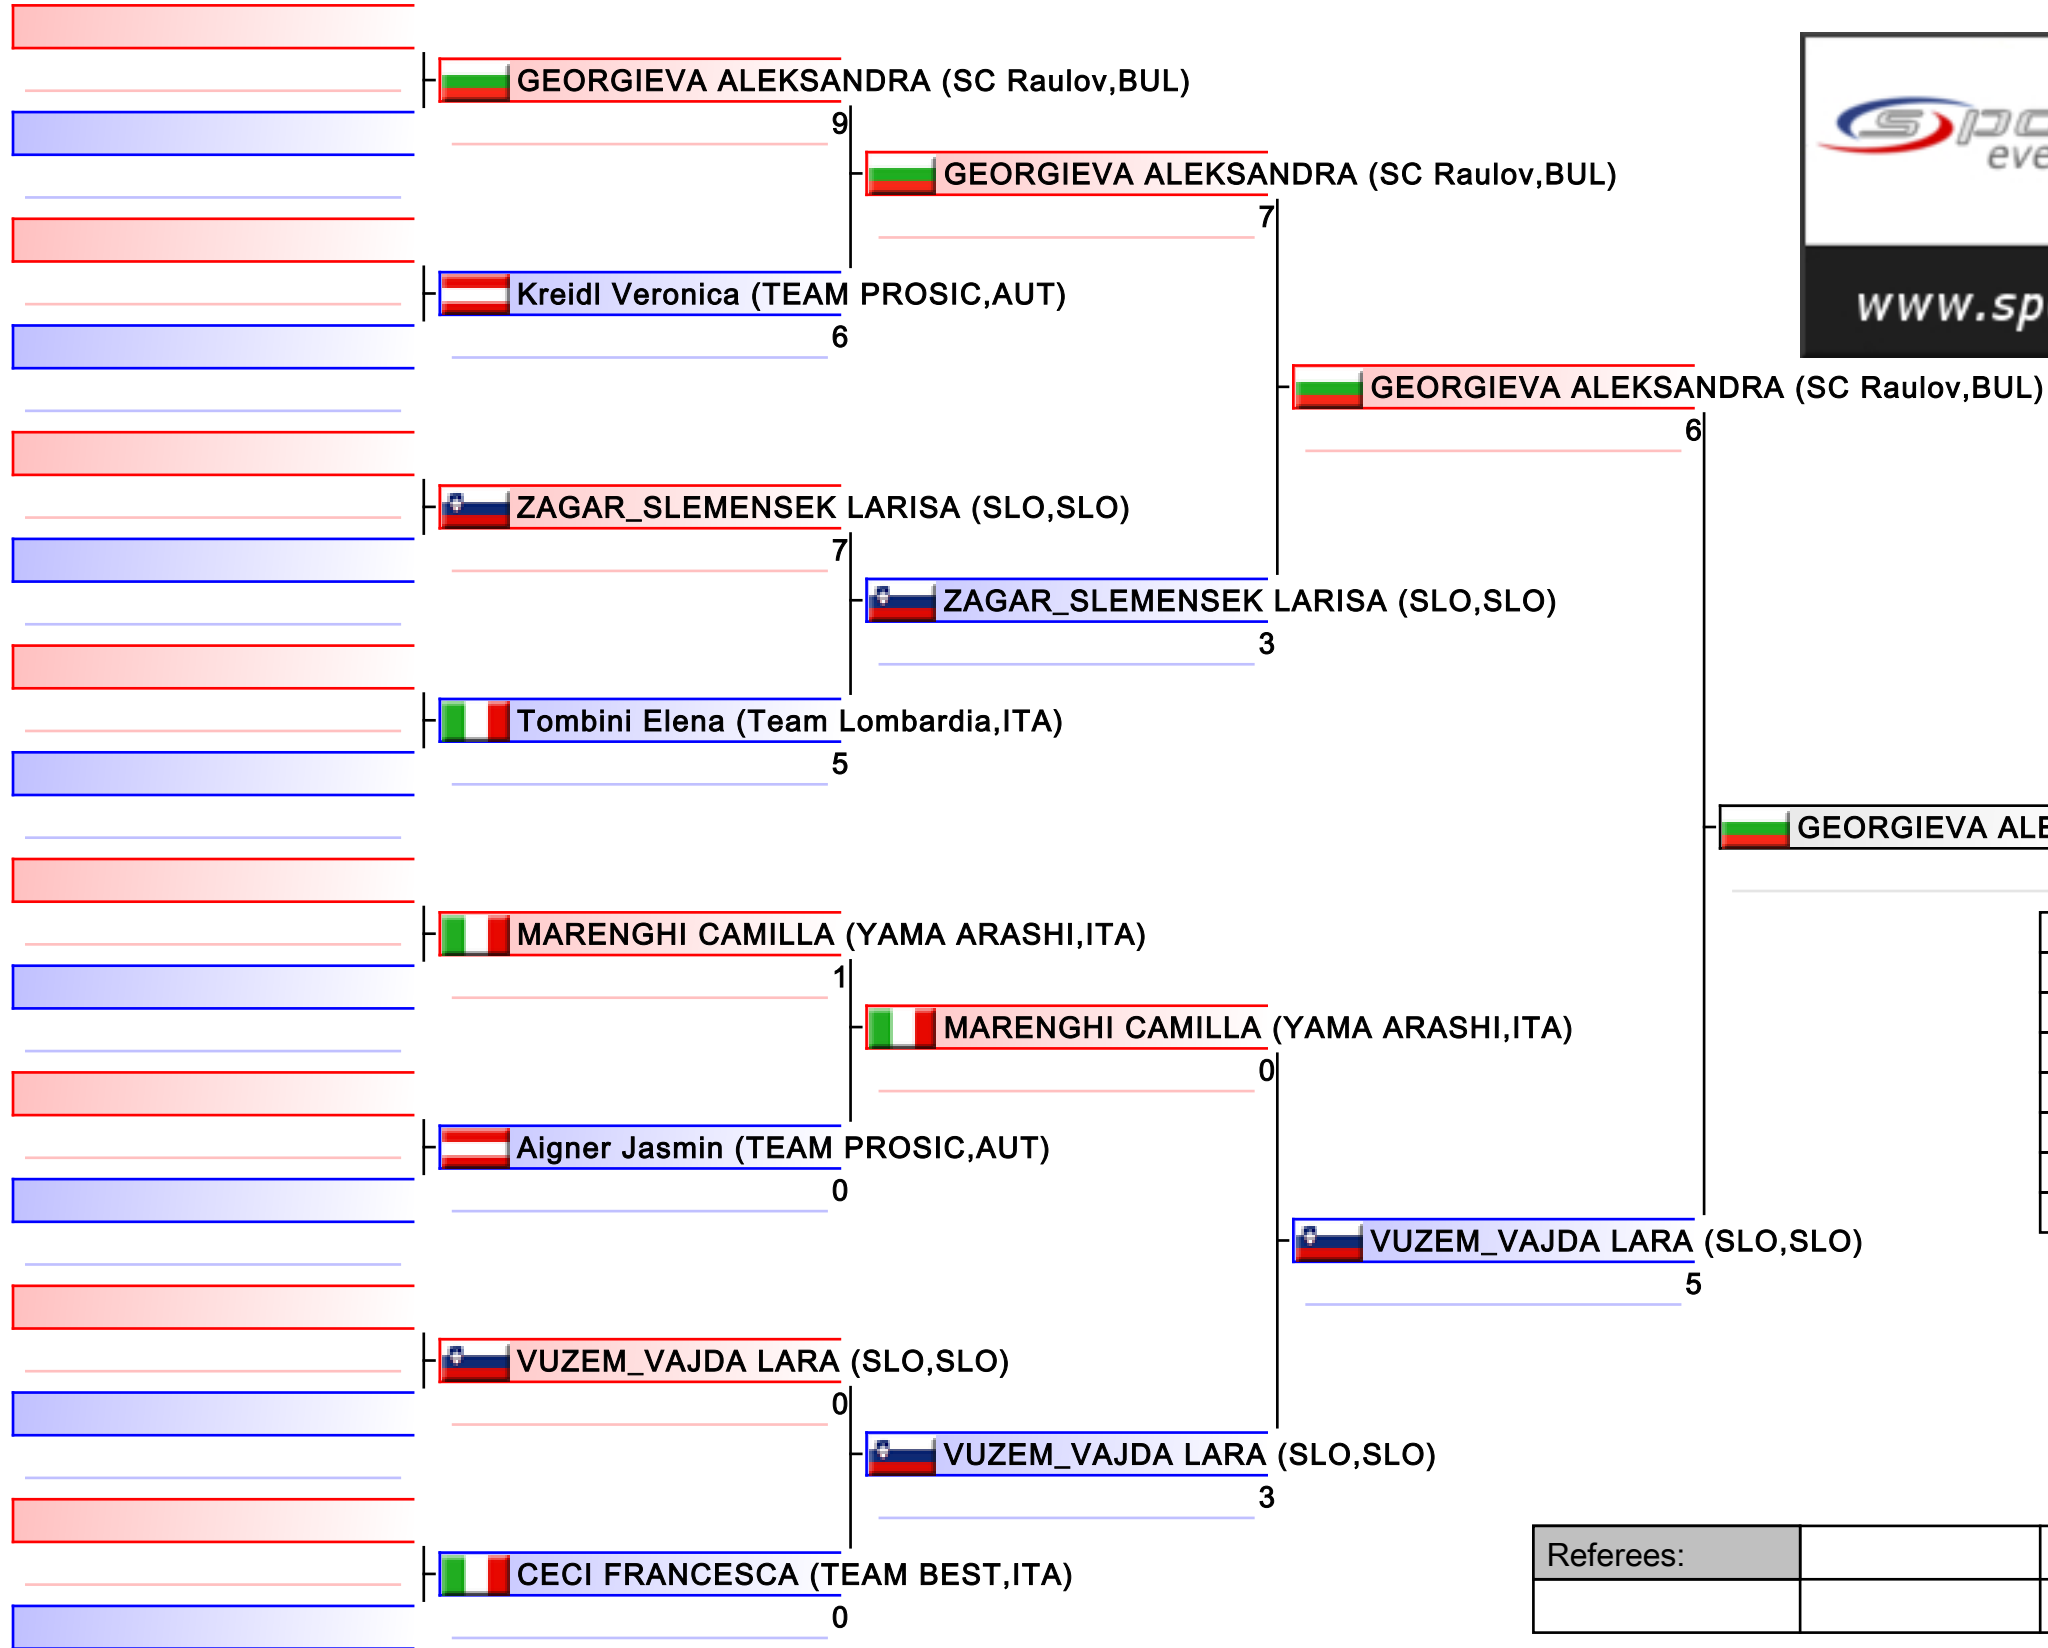 GEORGIEVA ALEKSANDRA (SC Raulov,BUL)
9
GEORGIEVA ALEKSANDRA (SC Raulov,BUL)
7
Kreidl Veronica (TEAM PROSIC,AUT)
6
www.sp
GEORGIEVA ALEKSANDRA (SC Raulov,BUL)
6
ZAGAR_SLEMENSEK LARISA (SLO,SLO)
7
ZAGAR_SLEMENSEK LARISA (SLO,SLO)
3
Tombini Elena (Team Lombardia,ITA)
5
GEORGIEVA ALE
MARENGHI CAMILLA (YAMA ARASHI,ITA)
1
MARENGHI CAMILLA (YAMA ARASHI,ITA)
0
Aigner Jasmin (TEAM PROSIC,AUT)
0
VUZEM_VAJDA LARA (SLO,SLO)
5
VUZEM_VAJDA LARA (SLO,SLO)
0
VUZEM_VAJDA LARA (SLO,SLO)
3
Referees:
CECI FRANCESCA (TEAM BEST,ITA)
0